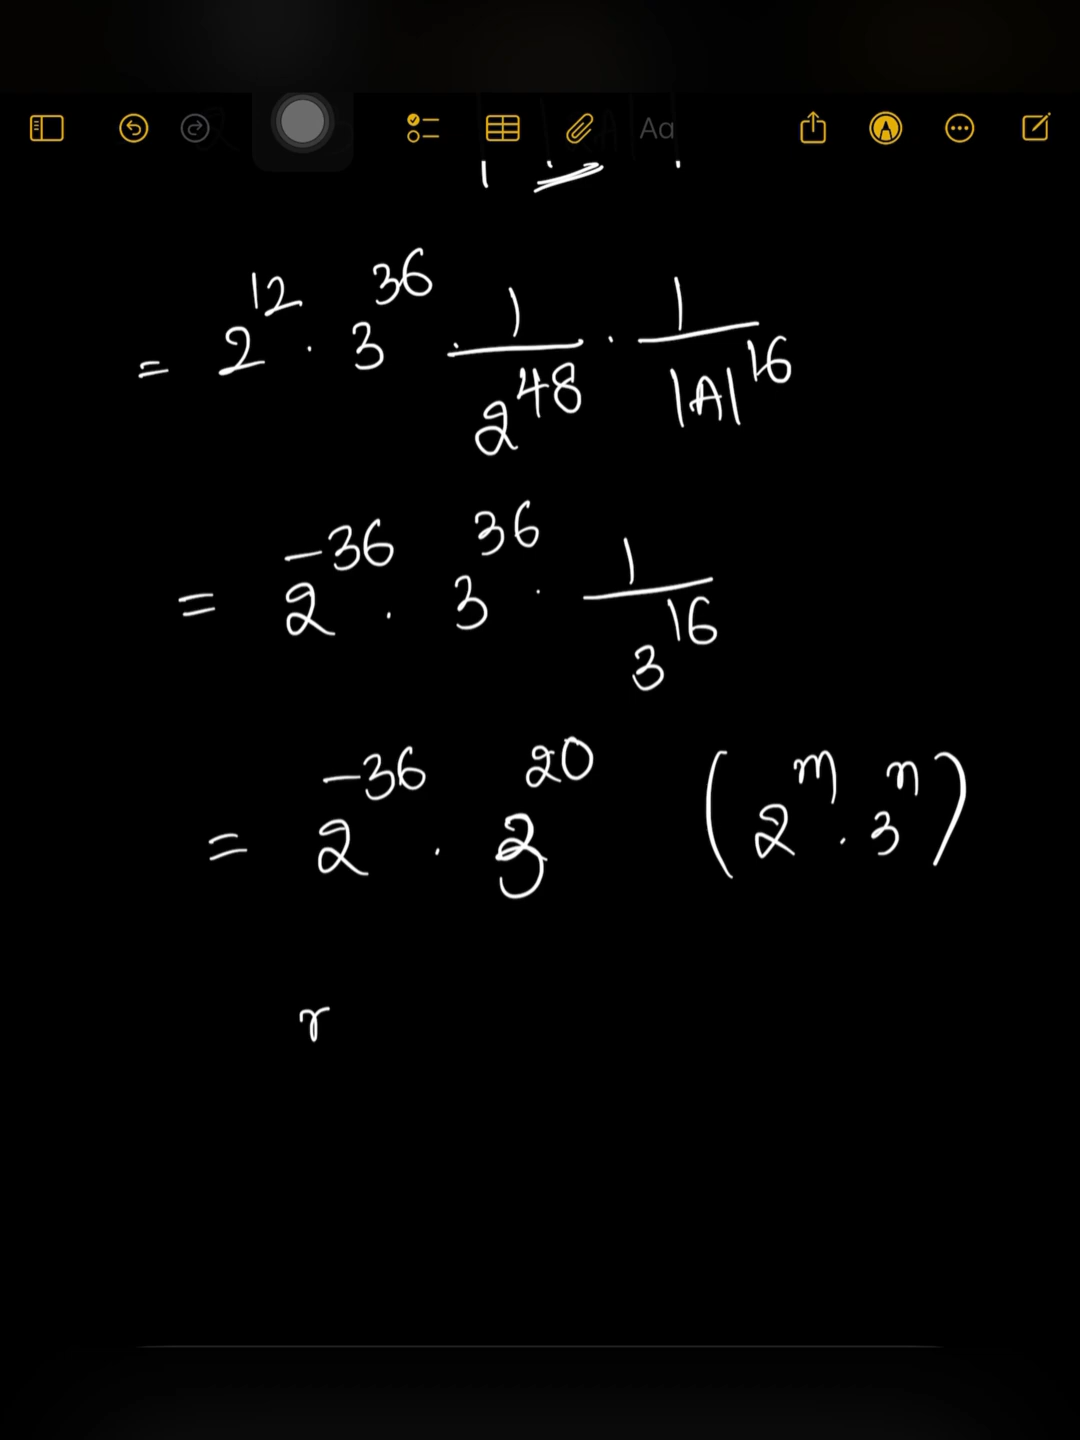 Aa
= 2^12 · 3^36 · 1/2^48 · 1/|A|^16
= 2^-36 · 3^36 · 1/3^16
= 2^-36 · 3^20 (2^m · 3^n)
r